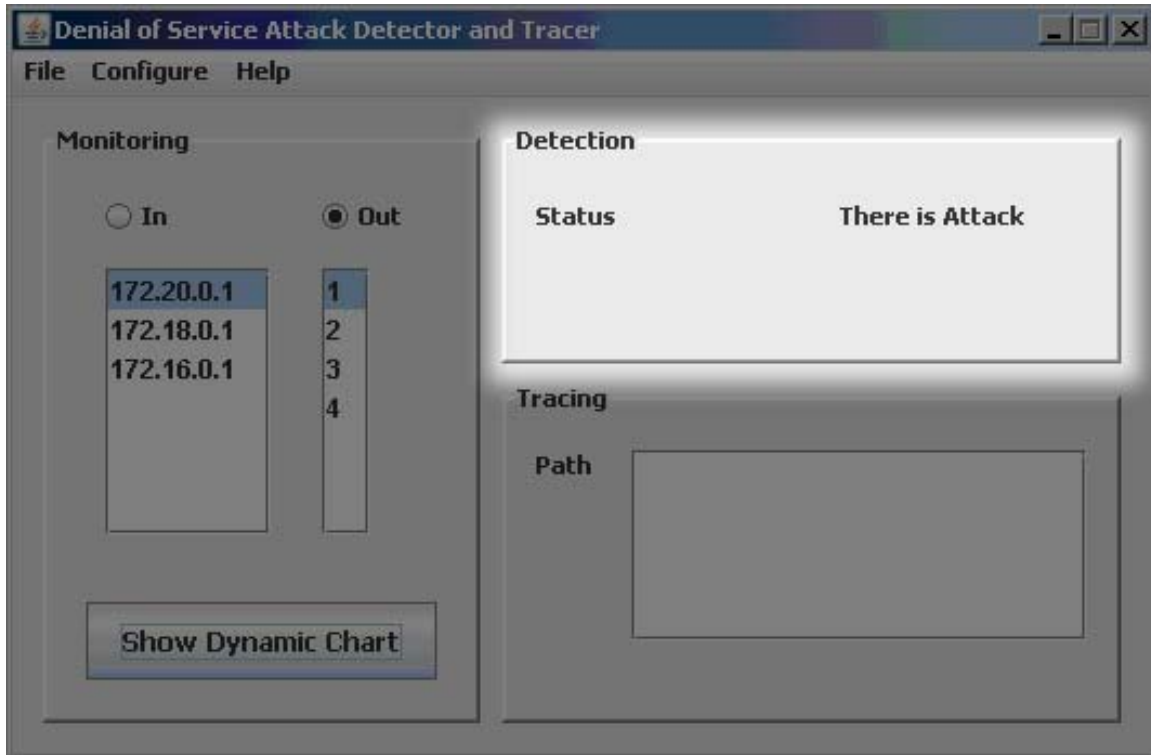 Denial of Service Attack Detector and Tracer
File Configure Help
Monitoring
In Out
172.20.0.1
172.18.0.1
172.16.0.1
1
2
3
4
Show Dynamic Chart
Detection
Status There is Attack
Tracing
Path